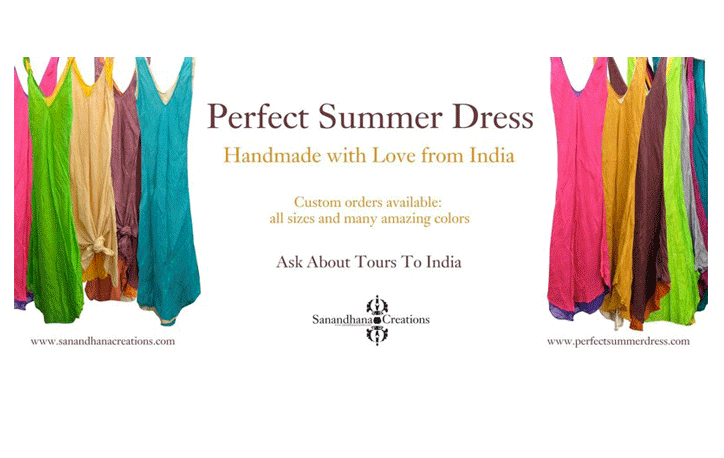 Perfect Summer Dress
Handmade with Love from India
Custom orders available:
all sizes and many amazing colors
Ask About Tours To India
Sanandhana Creations
www.sanandhanacreations.com
www.perfectsummerdress.com